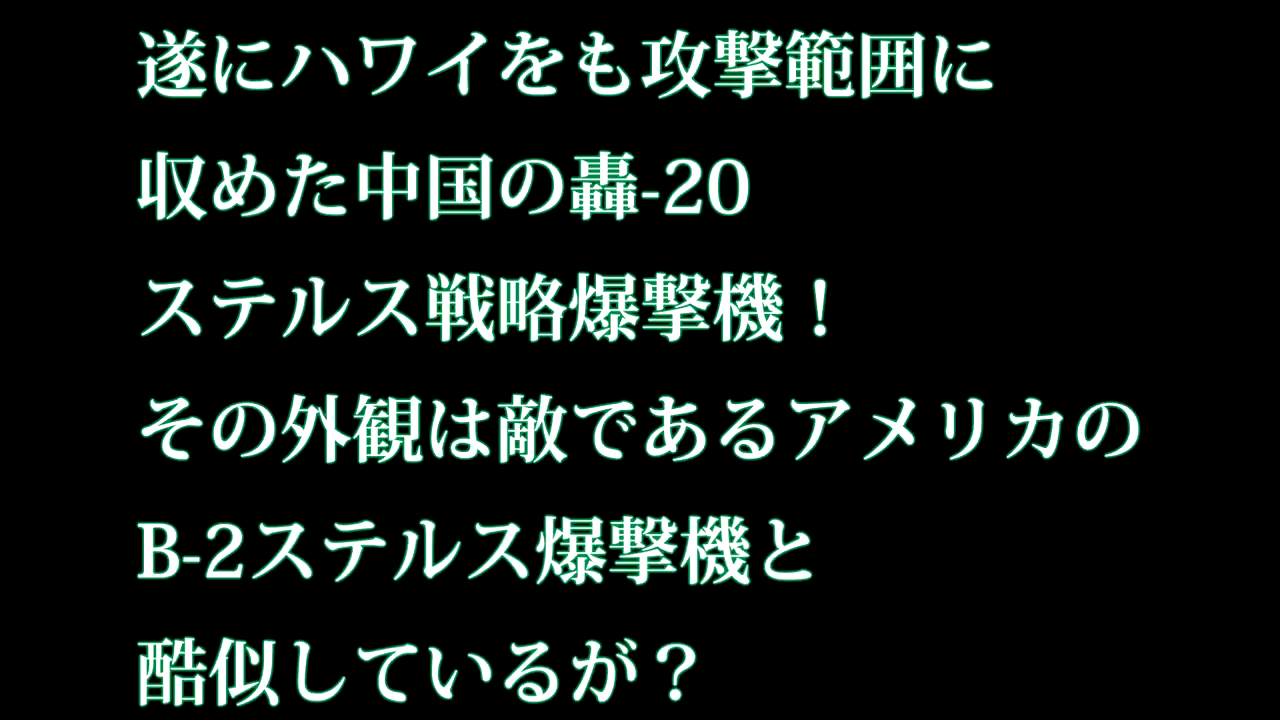 遂にハワイをも攻撃範囲に
収めた中国の轟-20
ステルス戦略爆撃機！
その外観は敵であるアメリカの
B-2ステルス爆撃機と
酷似しているが？